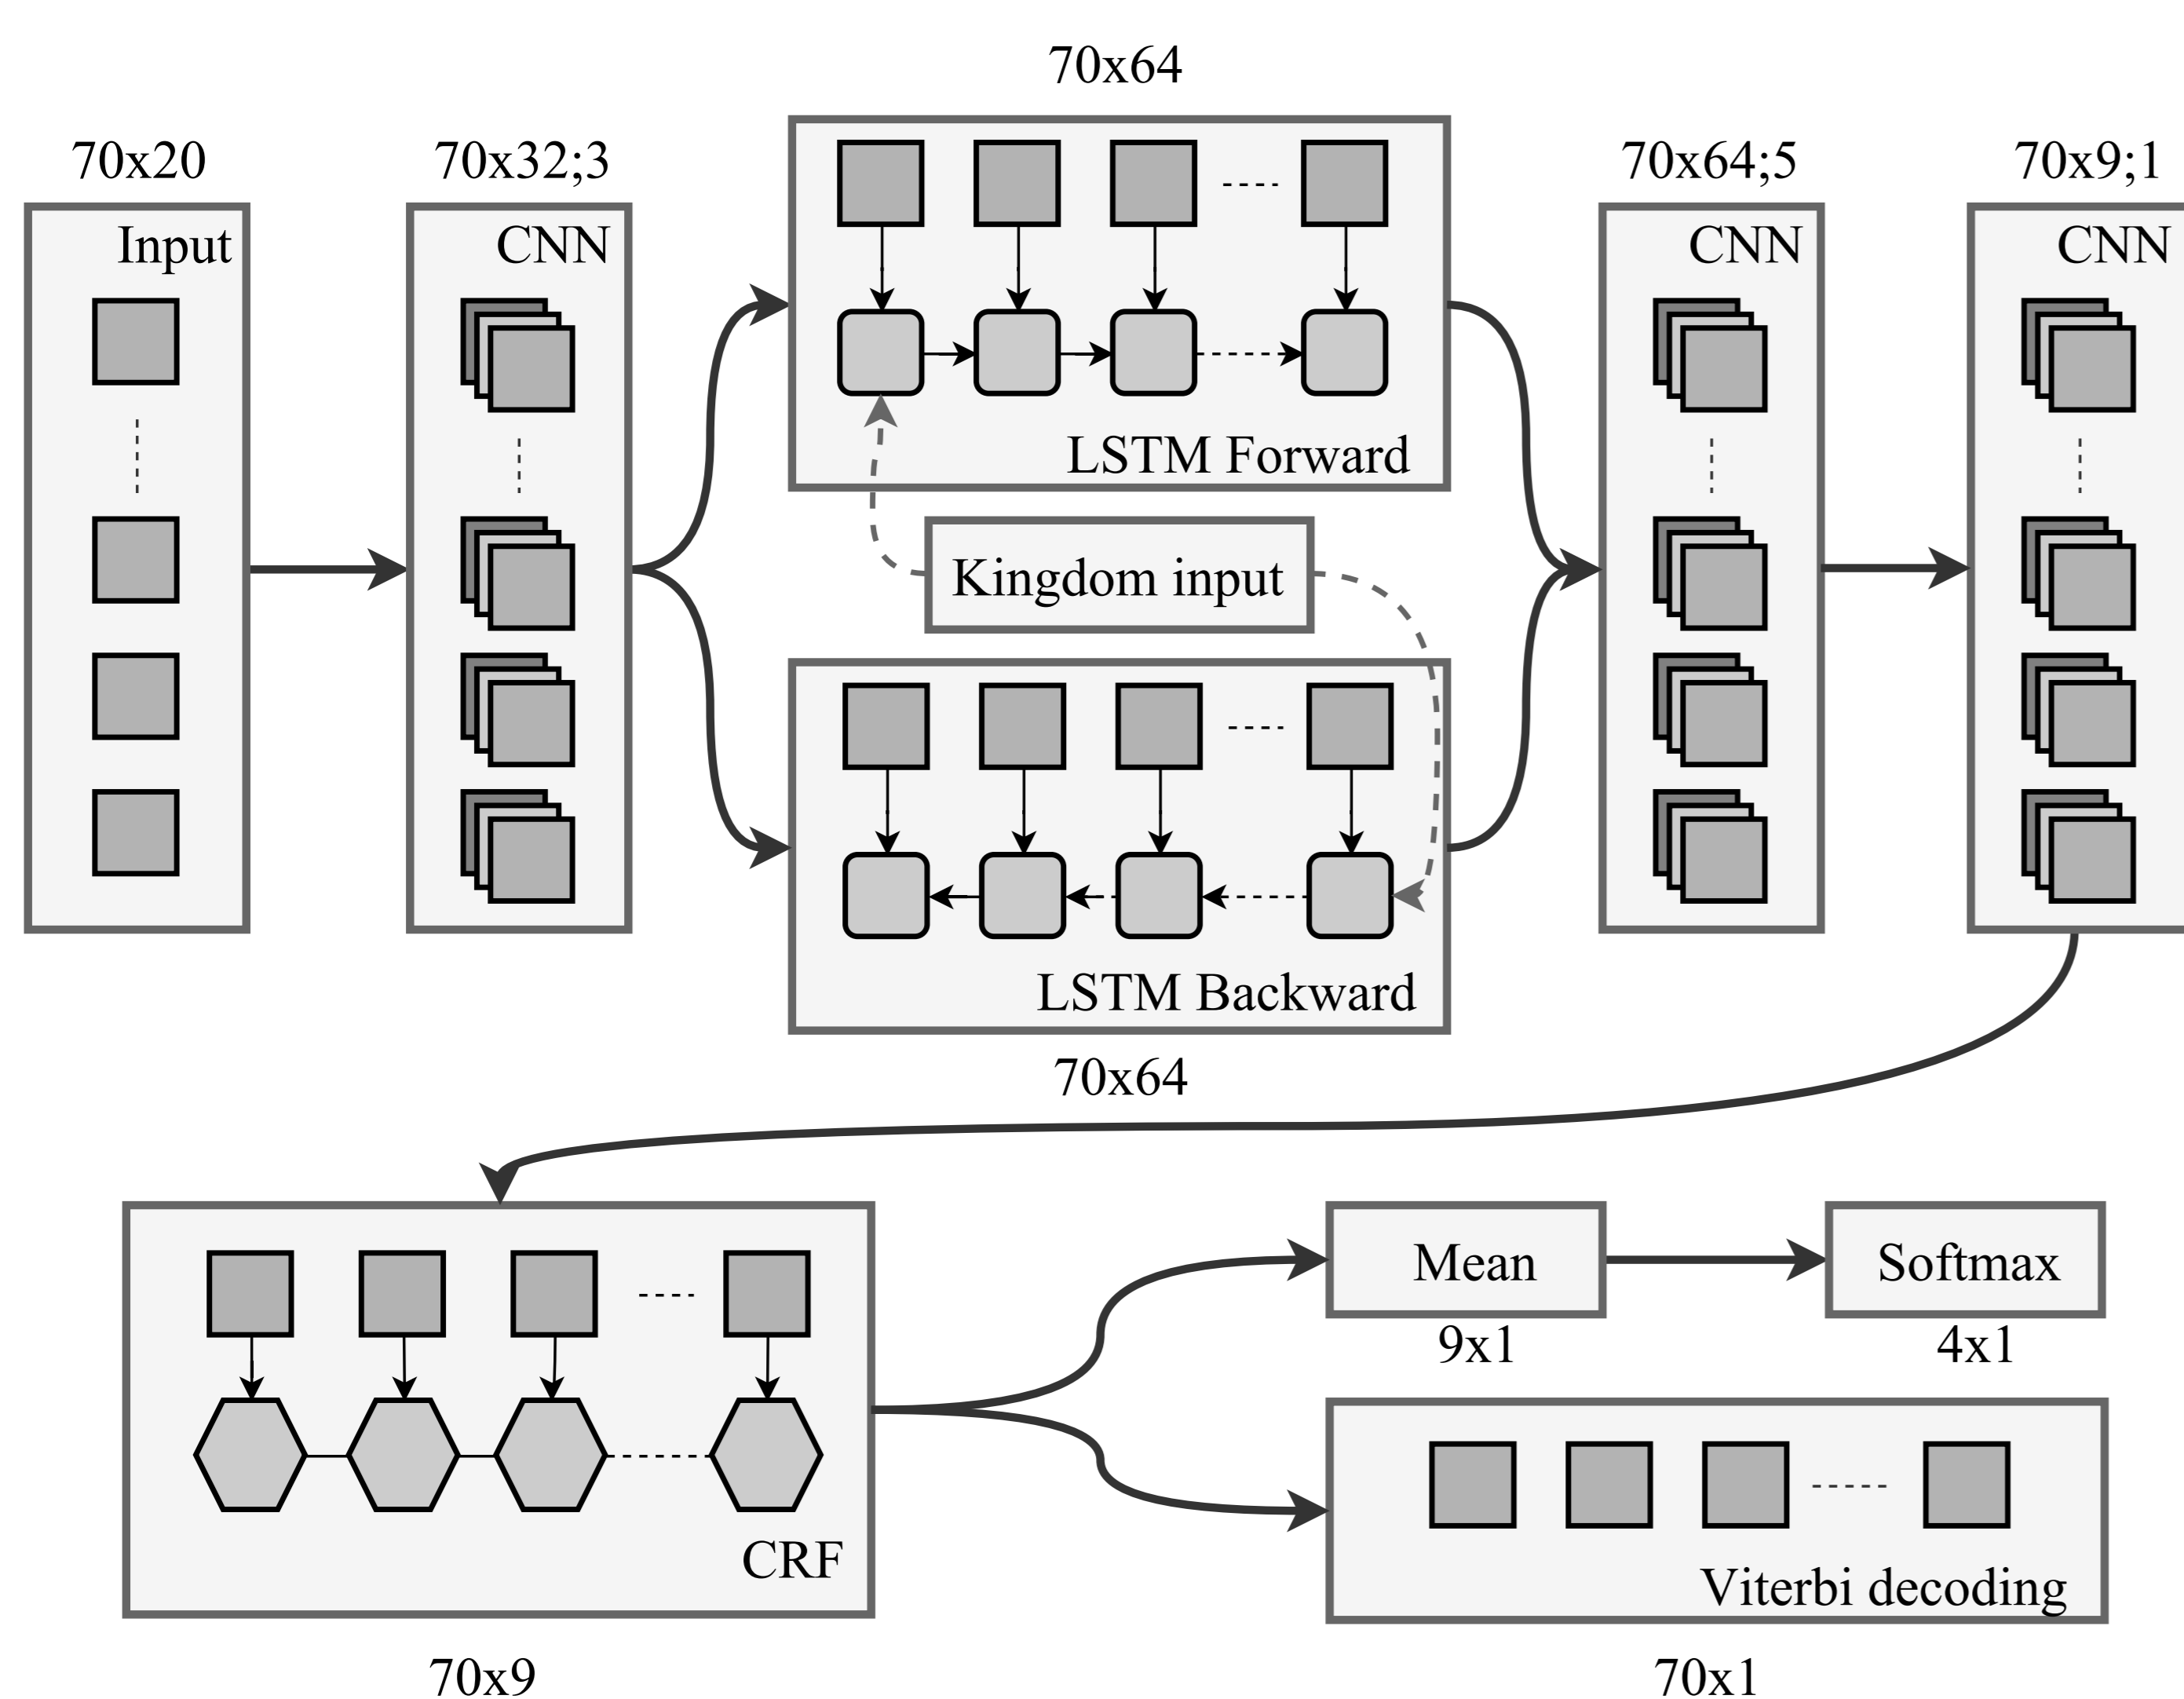 70x64
70x20
70x32;3
70x64;5
70x9;1
Input
CNN
CNN
CNN
LSTM Forward
Kingdom input
LSTM Backward
70x64
Mean
Softmax
9x1
4x1
CRF
Viterbi decoding
70x9
70x1